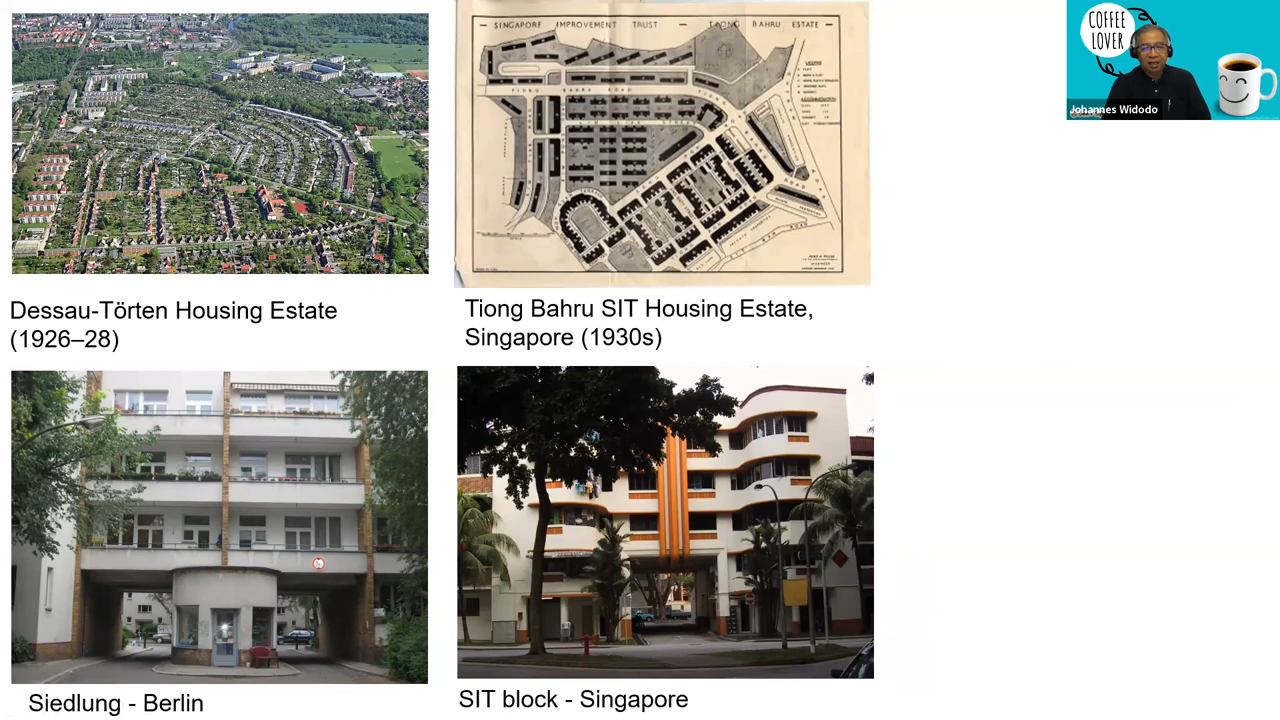 SINGAPORE IMPROVEMENT TRUST — TIONG BAHRU ESTATE
TIONG BAHRU ROAD
COFFEE
LOVER
Johannes Widodo
Dessau-Törten Housing Estate
(1926–28)
Tiong Bahru SIT Housing Estate,
Singapore (1930s)
Siedlung - Berlin
SIT block - Singapore